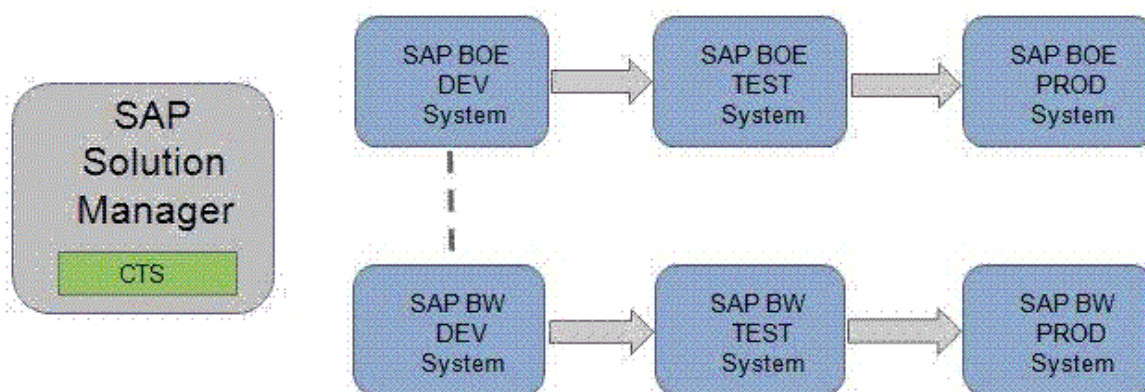 SAP
Solution
Manager
CTS
SAP BOE
DEV
System
SAP BOE
TEST
System
SAP BOE
PROD
System
SAP BW
DEV
System
SAP BW
TEST
System
SAP BW
PROD
System